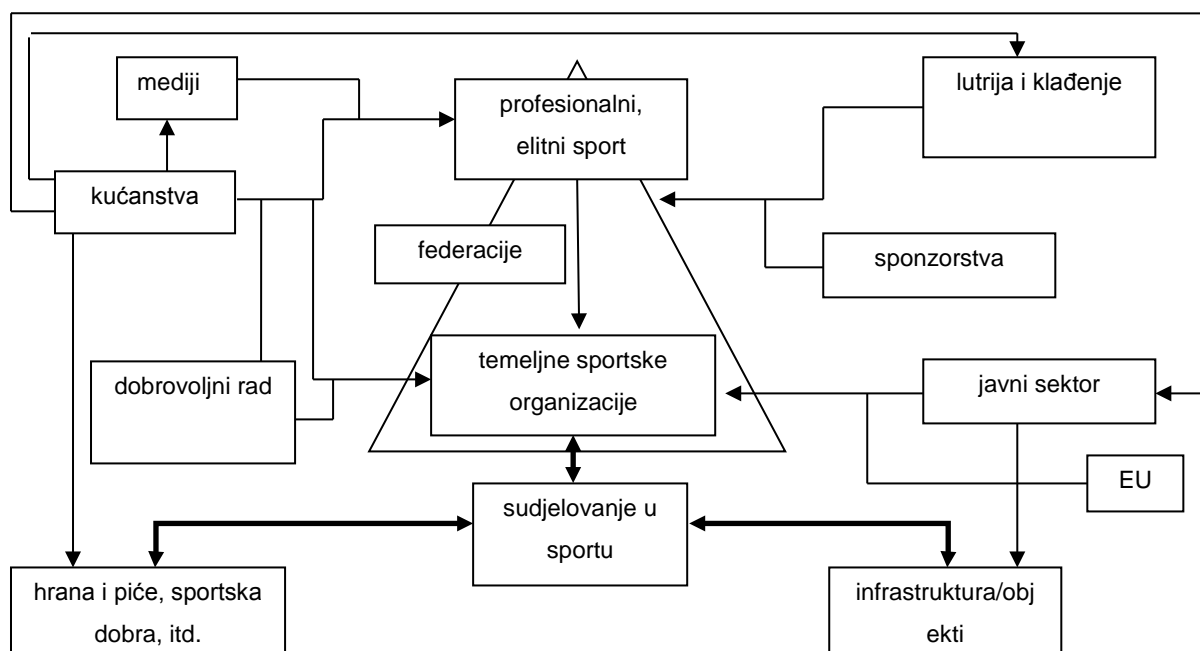 mediji
profesionalni,
elitni sport
lutrija i klađenje
kućanstva
federacije
sponzorstva
dobrovoljni rad
temeljne sportske
organizacije
javni sektor
EU
sudjelovanje u
sportu
hrana i piće, sportska
dobra, itd.
infrastruktura/obj
ekti